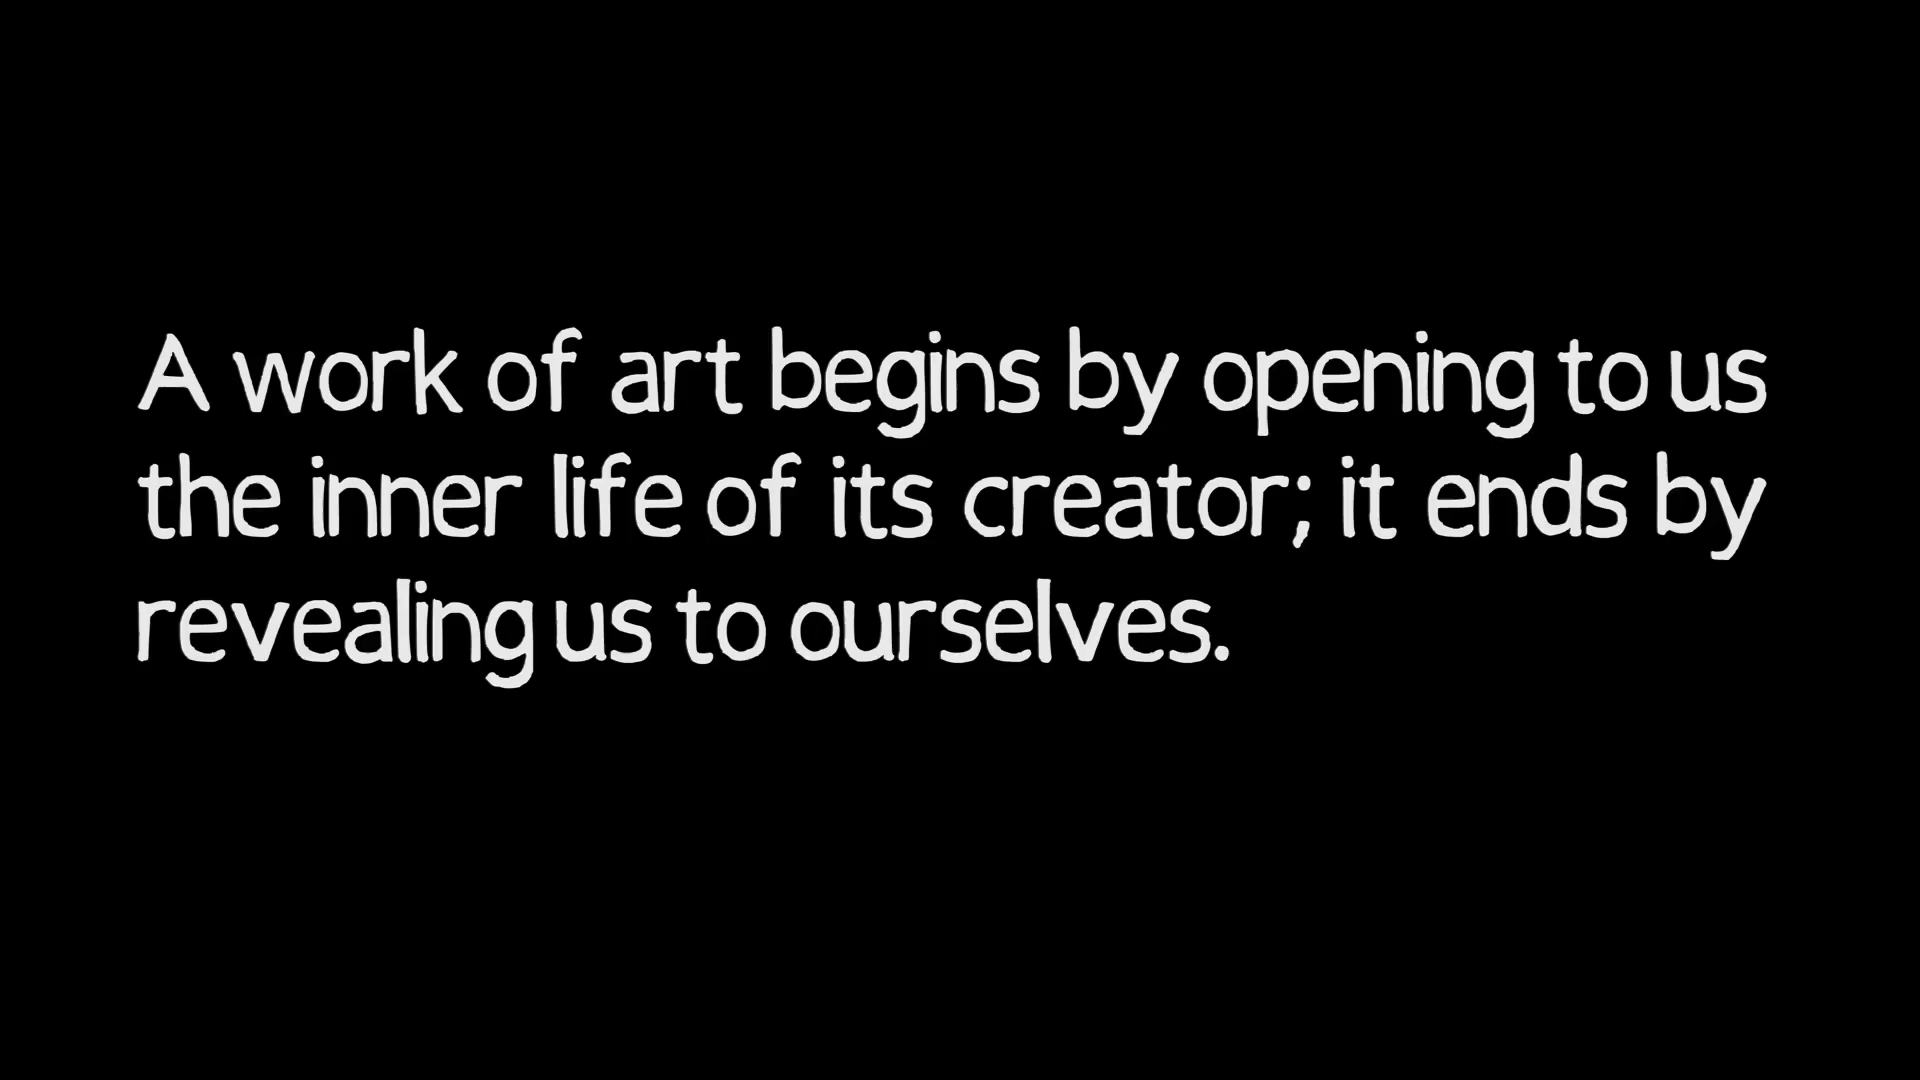 A work of art begins by opening to us
the inner life of its creator; it ends by
revealing us to ourselves.